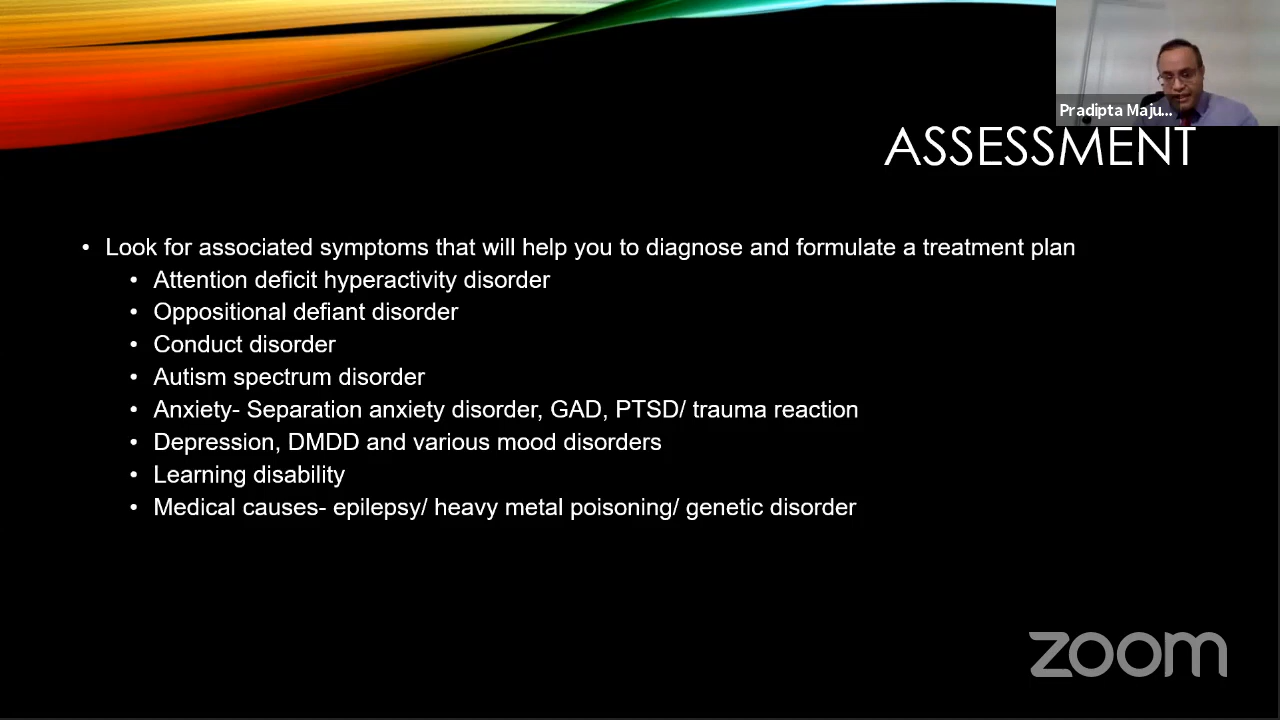 Pradipta Maju...
ASSESSMENT
• Look for associated symptoms that will help you to diagnose and formulate a treatment plan
• Attention deficit hyperactivity disorder
• Oppositional defiant disorder
• Conduct disorder
• Autism spectrum disorder
• Anxiety- Separation anxiety disorder, GAD, PTSD/ trauma reaction
• Depression, DMDD and various mood disorders
• Learning disability
• Medical causes- epilepsy/ heavy metal poisoning/ genetic disorder
zoom